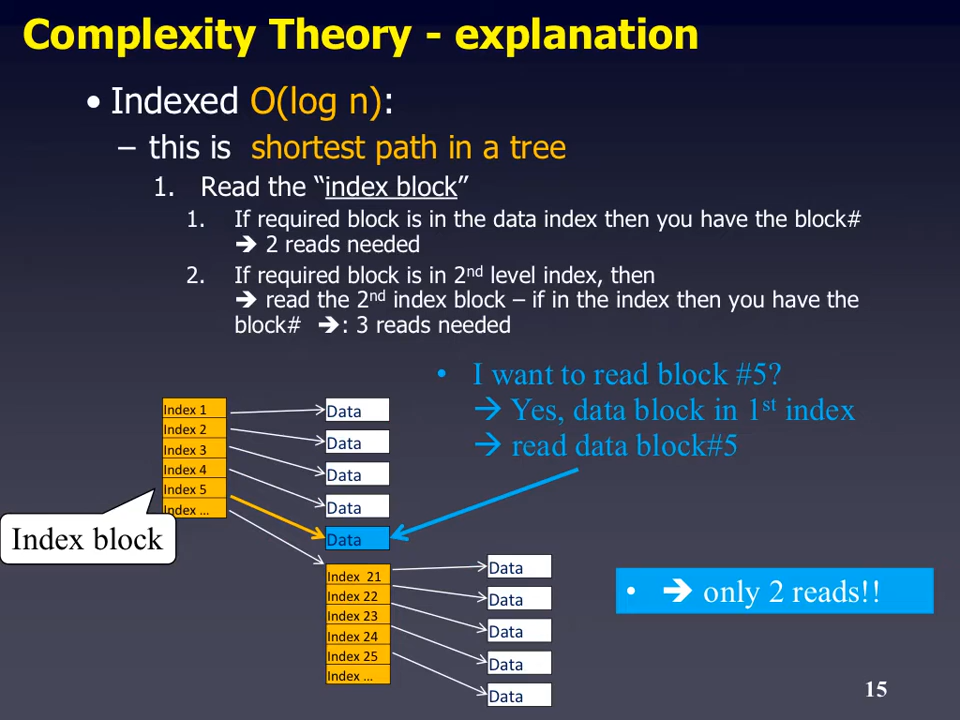 Complexity Theory - explanation
• Indexed O(log n):
– this is shortest path in a tree
1. Read the “index block”
1. If required block is in the data index then you have the block#
➔ 2 reads needed
2. If required block is in 2nd level index, then
➔ read the 2nd index block – if in the index then you have the
block# ➔: 3 reads needed
• I want to read block #5?
→ Yes, data block in 1st index
→ read data block#5
Index 1
Index 2
Index 3
Index 4
Index 5
Index ...
Index block
Data
Data
Data
Data
Data
Index 21
Index 22
Index 23
Index 24
Index 25
Index ...
Data
Data
Data
Data
Data
• ➔ only 2 reads!!
15